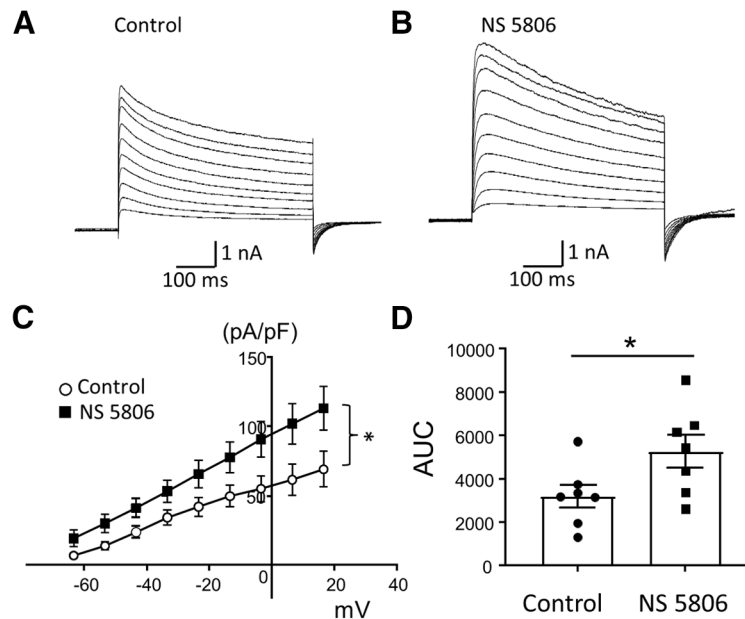 A
Control
B
NS 5806
1 nA
100 ms
1 nA
100 ms
C
(pA/pF)
150
100
50
0
Control
NS 5806
*
-60
-40
-20
20
40
mV
D
*
10000
8000
6000
4000
2000
0
AUC
Control
NS 5806